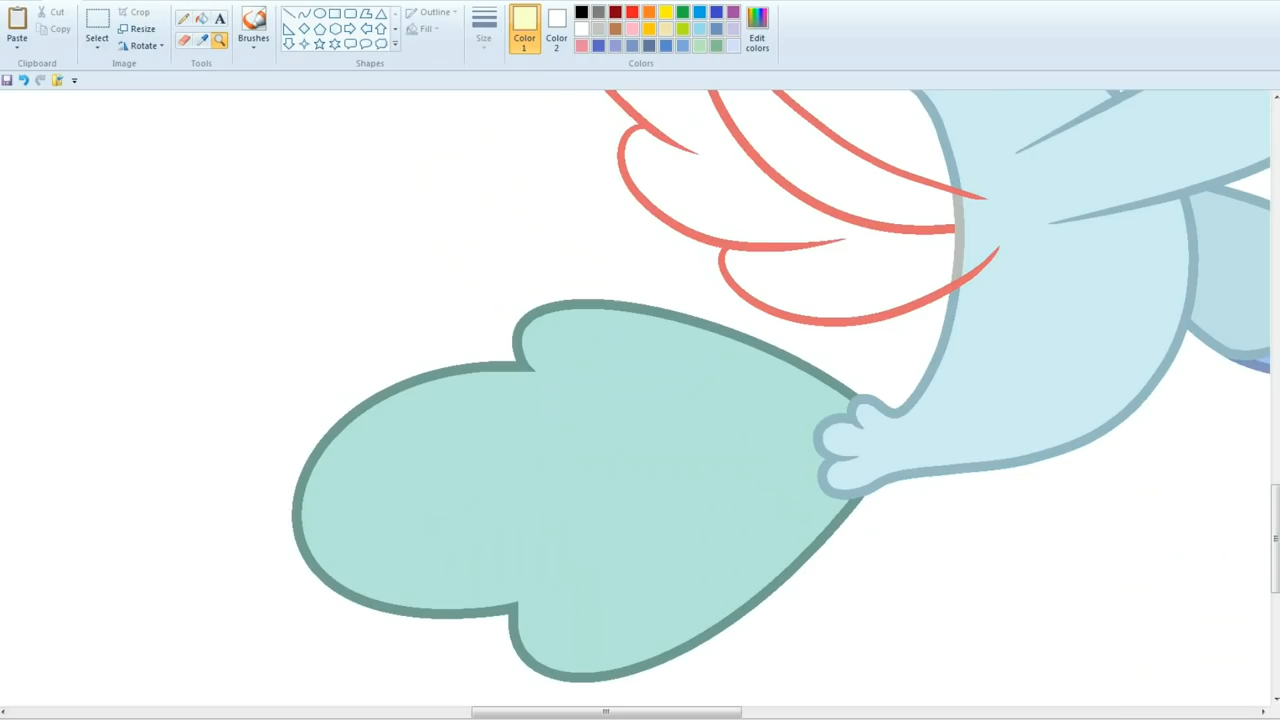 Paste
Cut
Copy
Clipboard
Select
Crop
Resize
Rotate
Image
A
Tools
Brushes
Outline
Fill
Shapes
Size
Color
1
Color
2
Edit
colors
Colors